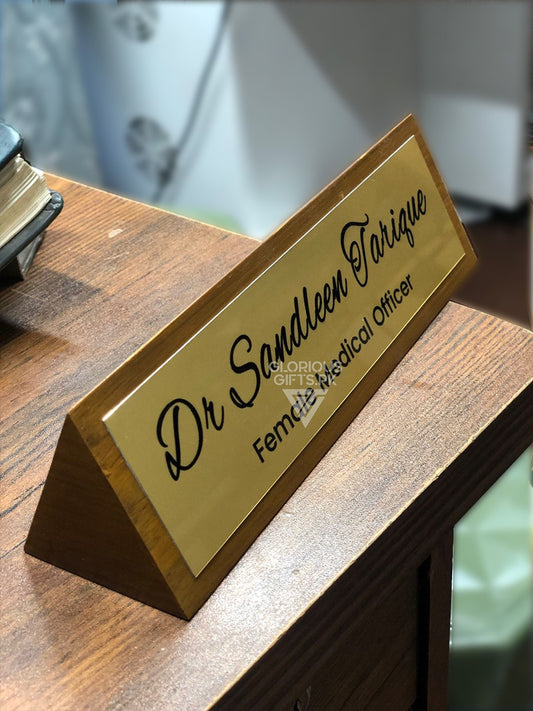 Dr Sandleen Tarique
Female Medical Officer
GLORIOUS
GIFTS.PK